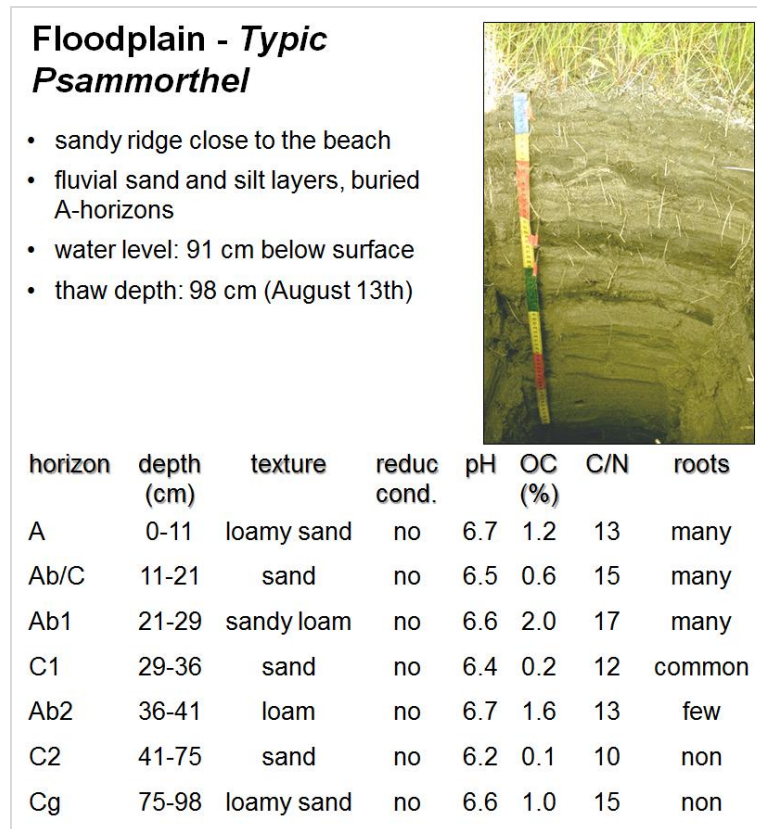 Floodplain - Typic
Psammorthel
• sandy ridge close to the beach
• fluvial sand and silt layers, buried
A-horizons
• water level: 91 cm below surface
• thaw depth: 98 cm (August 13th)
horizon depth texture reduc pH OC C/N roots
(cm) cond. (%)
A 0-11 loamy sand no 6.7 1.2 13 many
Ab/C 11-21 sand no 6.5 0.6 15 many
Ab1 21-29 sandy loam no 6.6 2.0 17 many
C1 29-36 sand no 6.4 0.2 12 common
Ab2 36-41 loam no 6.7 1.6 13 few
C2 41-75 sand no 6.2 0.1 10 non
Cg 75-98 loamy sand no 6.6 1.0 15 non